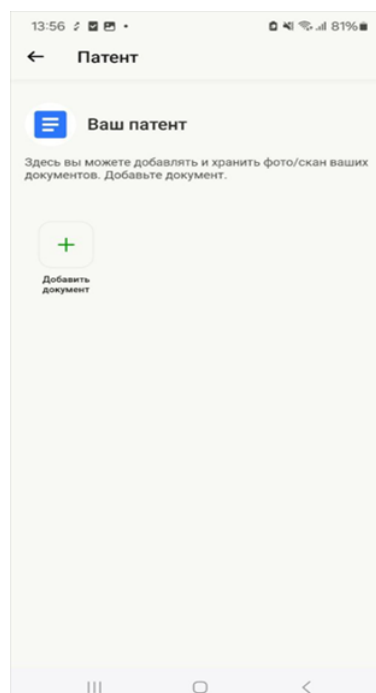 13:56 81%
Патент
Ваш патент
Здесь вы можете добавлять и хранить фото/скан ваших
документов. Добавьте документ.
Добавить
документ